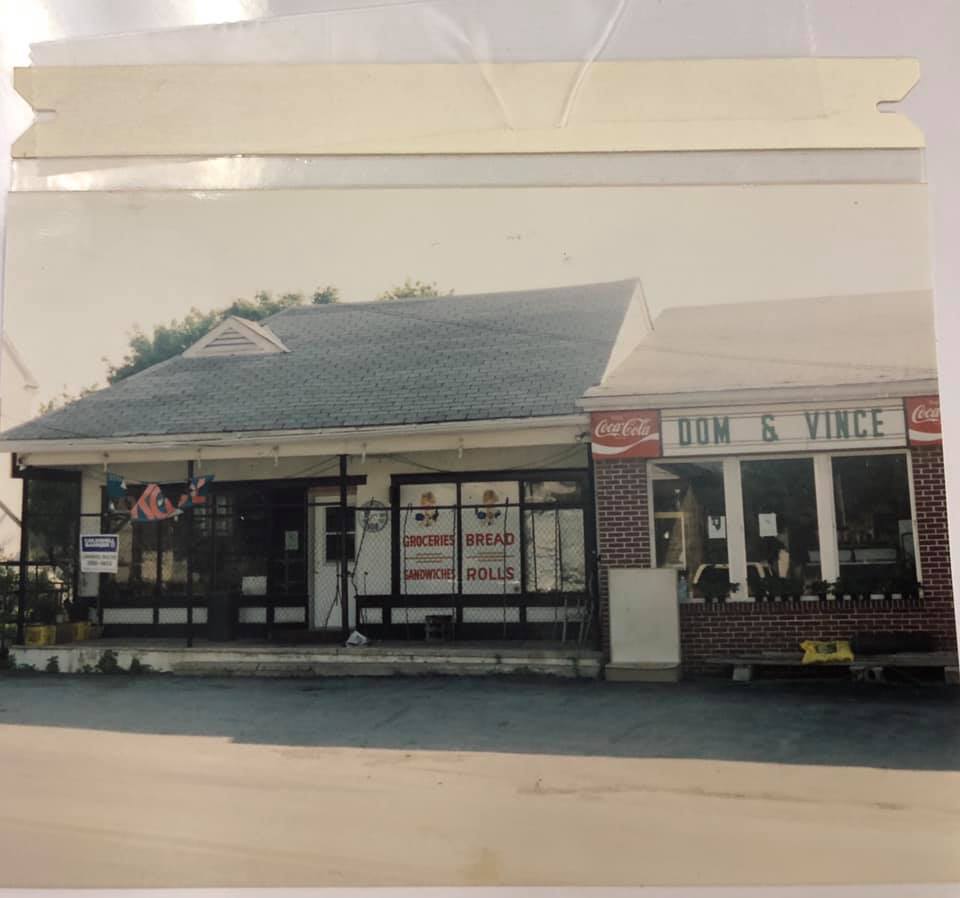 Coca-Cola
DOM & VINCE
Coca
GROCERIES
BREAD
SANDWICHES
ROLLS